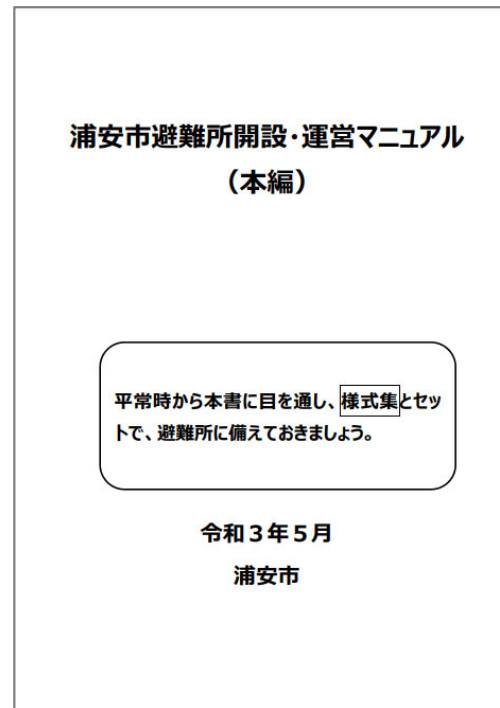 浦安市避難所開設・運営マニュアル
（本編）
平常時から本書に目を通し、様式集とセッ
トで、避難所に備えておきましょう。
令和３年５月
浦安市